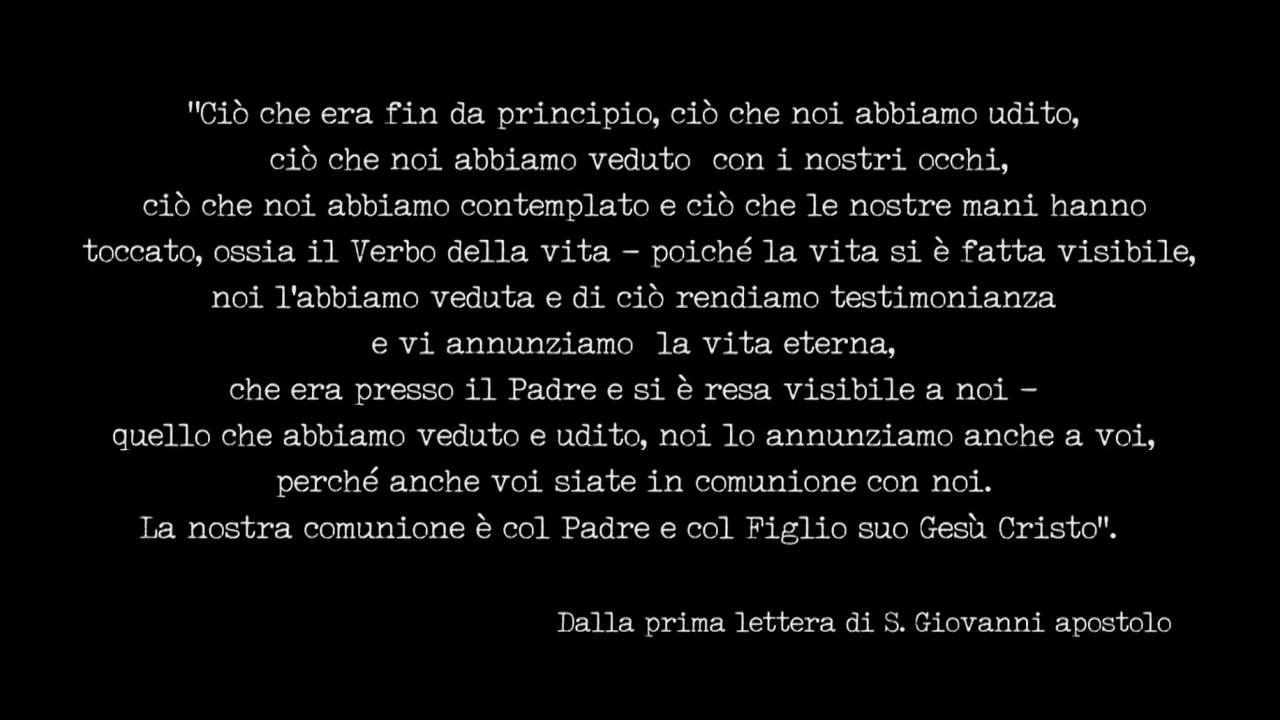 "Ciò che era fin da principio, ciò che noi abbiamo udito,
ciò che noi abbiamo veduto con i nostri occhi,
ciò che noi abbiamo contemplato e ciò che le nostre mani hanno
toccato, ossia il Verbo della vita - poiché la vita si è fatta visibile,
noi l'abbiamo veduta e di ciò rendiamo testimonianza
e vi annunziamo la vita eterna,
che era presso il Padre e si è resa visibile a noi -
quello che abbiamo veduto e udito, noi lo annunziamo anche a voi,
perché anche voi siate in comunione con noi.
La nostra comunione è col Padre e col Figlio suo Gesù Cristo".
Dalla prima lettera di S. Giovanni apostolo